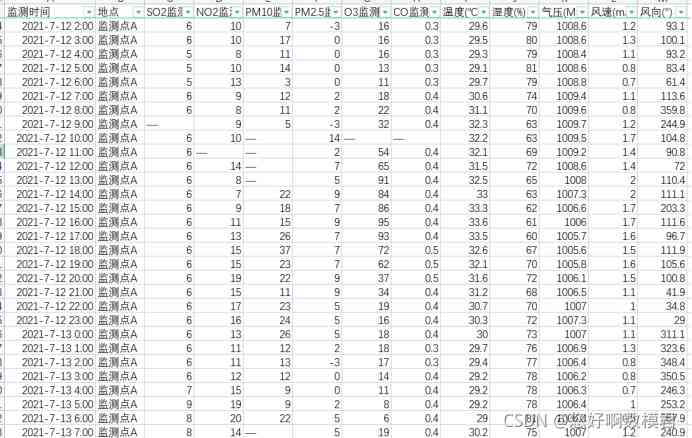 监测时间 地点 SO2监测 NO2监 PM10监 PM2.5监 O3监测 CO监测 温度(℃ 湿度(%) 气压(M 风速(m. 风向(°)
2021-7-12 2:00 监测点A 6 10 7 -3 16 0.3 29.6 79 1008.6 1.2 93.1
2021-7-12 3:00 监测点A 6 10 17 0 16 0.3 29.5 80 1008.6 1.3 100.1
2021-7-12 4:00 监测点A 5 8 11 0 16 0.3 29.3 81 1008.6 1.2 93.2
2021-7-12 5:00 监测点A 5 10 14 0 13 0.3 29.1 81 1008.6 0.8 83.4
2021-7-12 6:00 监测点A 5 13 3 0 11 0.3 29.7 79 1008.8 0.7 61.4
2021-7-12 7:00 监测点A 6 9 12 2 18 0.4 30.6 74 1009.4 1.1 113.6
2021-7-12 8:00 监测点A 6 8 11 2 22 0.4 31.1 70 1009.6 0.8 359.8
2021-7-12 9:00 监测点A — 9 5 -3 32 0.4 32.3 63 1009.7 1.2 244.9
2021-7-12 10:00 监测点A 6 10 — 14 — — 32.2 63 1009.5 1.7 104.8
2021-7-12 11:00 监测点A 6 — — 2 54 0.4 32.1 69 1009.2 1.4 90.8
2021-7-12 12:00 监测点A 6 14 — 7 65 0.4 31.5 72 1008.6 1.4 72
2021-7-12 13:00 监测点A 6 8 — 5 91 0.4 32.5 65 1008 2 110.4
2021-7-12 14:00 监测点A 6 7 22 9 84 0.4 33 63 1007.3 2 111.1
2021-7-12 15:00 监测点A 6 9 18 7 86 0.4 33.3 62 1006.6 1.7 203.3
2021-7-12 16:00 监测点A 6 11 15 9 95 0.4 33.6 61 1006 1.7 111.6
2021-7-12 17:00 监测点A 6 13 26 7 93 0.4 33.5 60 1005.7 1.6 96.7
2021-7-12 18:00 监测点A 6 15 37 7 72 0.5 32.6 67 1005.6 1.5 111.9
2021-7-12 19:00 监测点A 6 15 23 7 62 0.5 32.1 70 1005.8 1.6 105.6
2021-7-12 20:00 监测点A 6 19 22 9 37 0.5 31.6 72 1006.1 1.5 100.8
2021-7-12 21:00 监测点A 6 15 11 9 34 0.4 31.2 68 1006.5 1.1 41.9
2021-7-12 22:00 监测点A 6 17 23 5 19 0.4 30.7 70 1007 1 34.8
2021-7-12 23:00 监测点A 6 16 24 5 16 0.4 30.3 72 1007.3 1.1 29
2021-7-13 0:00 监测点A 6 13 26 5 18 0.4 30 73 1007 1.1 311.1
2021-7-13 1:00 监测点A 6 11 12 2 18 0.3 29.7 76 1006.9 1.3 323.6
2021-7-13 2:00 监测点A 6 11 13 -3 17 0.3 29.4 77 1006.4 0.8 348.4
2021-7-13 3:00 监测点A 6 12 12 0 14 0.4 29.2 78 1006.2 0.8 350.5
2021-7-13 4:00 监测点A 7 15 9 0 11 0.4 29.2 78 1006.3 0.7 246.3
2021-7-13 5:00 监测点A 9 19 9 2 8 0.4 29.2 78 1006.4 1 253.2
2021-7-13 6:00 监测点A 8 20 22 5 6 0.4 29
2021-7-13 7:00 监测点A 8 14 — 5 19 0.4 30.2 75 1007 1.2 240.9
CSDN @您好啊数模君